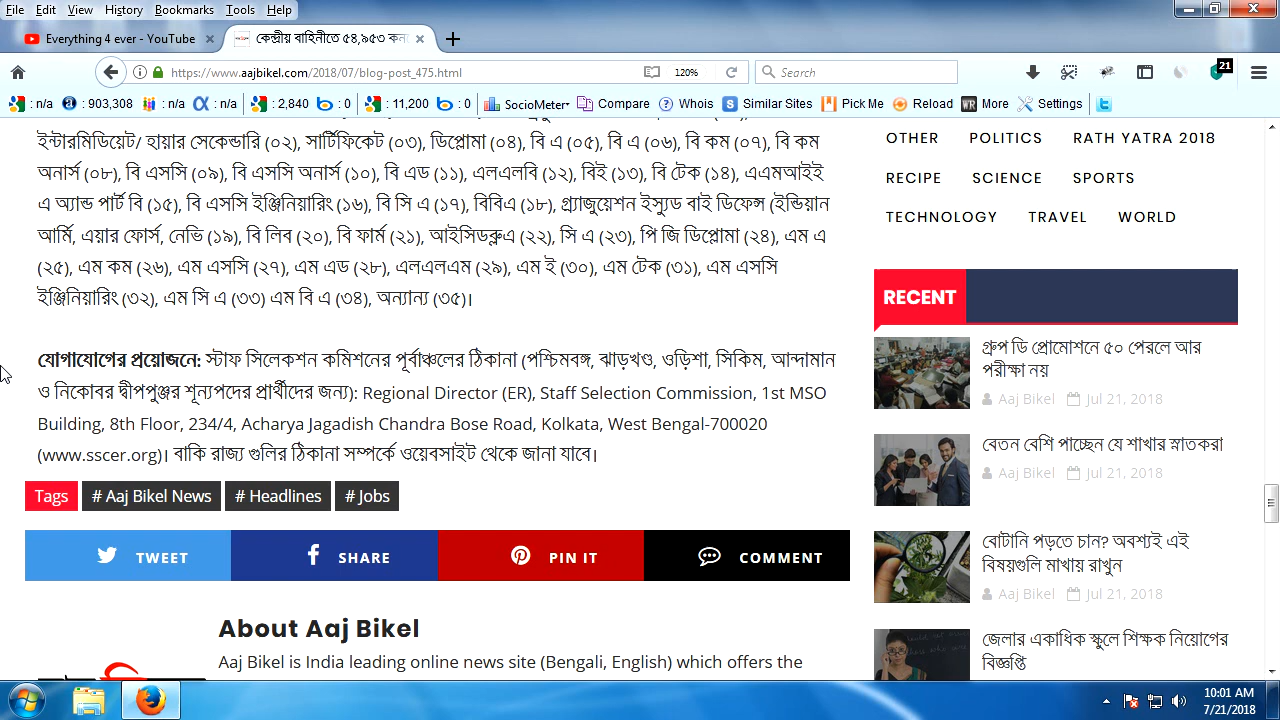 File Edit View History Bookmarks Tools Help
Everything 4 ever - YouTube
কেন্দ্রীয় বাহিনীতে ৫৪,৯৫৩ কন
https://www.aajbikel.com/2018/07/blog-post_475.html
120%
Search
21
: n/a : 903,308 : n/a : n/a : 2,840 : 0 : 11,200 : 0 SocioMeter Compare Whois Similar Sites Pick Me Reload More Settings
ইন্টারমিডিয়েট/ হায়ার সেকেন্ডারি (০২), সার্টিফিকেট (০৩), ডিপ্লোমা (০৪), বি এ (০৫), বি এ (০৬), বি কম (০৭), বি কম
অনার্স (০৮), বি এসসি (০৯), বি এসসি অনার্স (১০), বি এড (১১), এলএলবি (১২), বিই (১৩), বি টেক (১৪), এএমআইই
এ অ্যান্ড পার্ট বি (১৫), বি এসসি ইঞ্জিনিয়ারিং (১৬), বি সি এ (১৭), বিবিএ (১৮), গ্র্যাজুয়েশন ইস্যুড বাই ডিফেন্স (ইন্ডিয়ান
আর্মি, এয়ার ফোর্স, নেভি (১৯), বি লিব (২০), বি ফার্ম (২১), আইসিডব্লুএ (২২), সি এ (২৩), পি জি ডিপ্লোমা (২৪), এম এ
(২৫), এম কম (২৬), এম এসসি (২৭), এম এড (২৮), এলএলএম (২৯), এম ই (৩০), এম টেক (৩১), এম এসসি
ইঞ্জিনিয়ারিং (৩২), এম সি এ (৩৩) এম বি এ (৩৪), অন্যান্য (৩৫)।
যোগাযোগের প্রয়োজনে: স্টাফ সিলেকশন কমিশনের পূর্বাঞ্চলের ঠিকানা (পশ্চিমবঙ্গ, ঝাড়খণ্ড, ওড়িশা, সিকিম, আন্দামান
ও নিকোবর দ্বীপপুঞ্জর শূন্যপদের প্রার্থীদের জন্য): Regional Director (ER), Staff Selection Commission, 1st MSO
Building, 8th Floor, 234/4, Acharya Jagadish Chandra Bose Road, Kolkata, West Bengal-700020
(www.sscer.org)। বাকি রাজ্য গুলির ঠিকানা সম্পর্কে ওয়েবসাইট থেকে জানা যাবে।
Tags # Aaj Bikel News # Headlines # Jobs
TWEET SHARE PIN IT COMMENT
About Aaj Bikel
Aaj Bikel is India leading online news site (Bengali, English) which offers the
OTHER POLITICS RATH YATRA 2018
RECIPE SCIENCE SPORTS
TECHNOLOGY TRAVEL WORLD
RECENT
গ্রুপ ডি প্রোমোশনে ৫০ পেরলে আর
পরীক্ষা নয়
Aaj Bikel Jul 21, 2018
বেতন বেশি পাচ্ছেন যে শাখার স্নাতকরা
Aaj Bikel Jul 21, 2018
বোটানি পড়তে চান? অবশ্যই এই
বিষয়গুলি মাথায় রাখুন
Aaj Bikel Jul 21, 2018
জেলার একাধিক স্কুলে শিক্ষক নিয়োগের
বিজ্ঞপ্তি
10:01 AM
7/21/2018